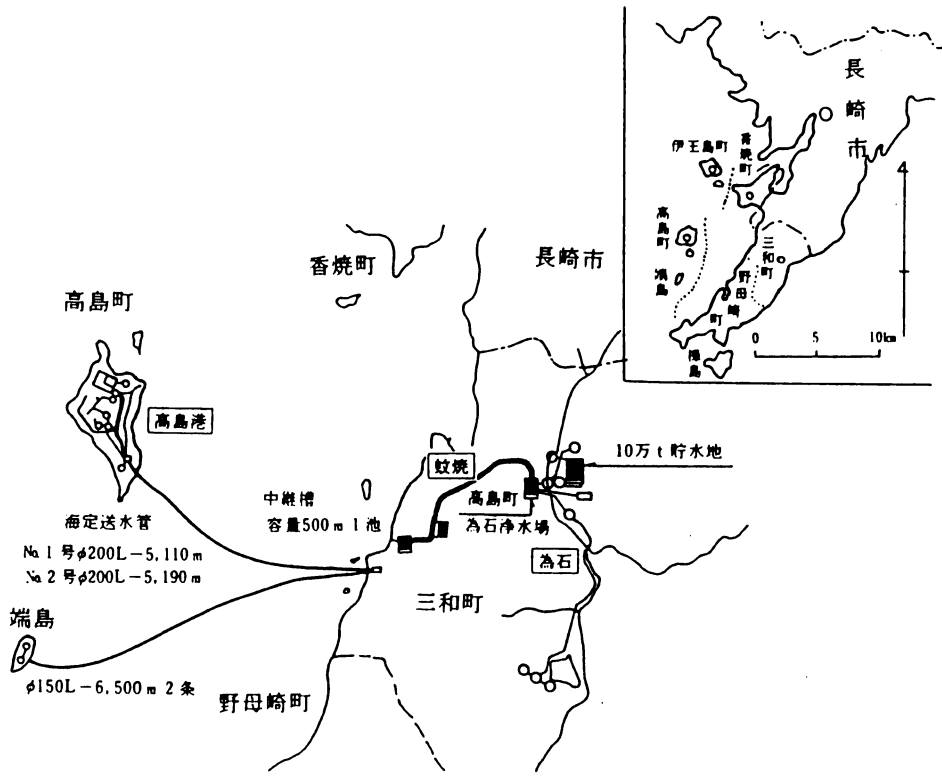 高島町
高島港
香焼町
長崎市
蚊焼
10万t貯水地
中継槽
容量500m1池
高島町
為石浄水場
為石
海定送水管
No.1号φ200L−5,110m
No.2号φ200L−5,190m
端島
φ150L−6,500m 2条
三和町
野母崎町
長崎市
伊王島町
香焼町
高島町
三和町
野母崎町
樺島
0 5 10km